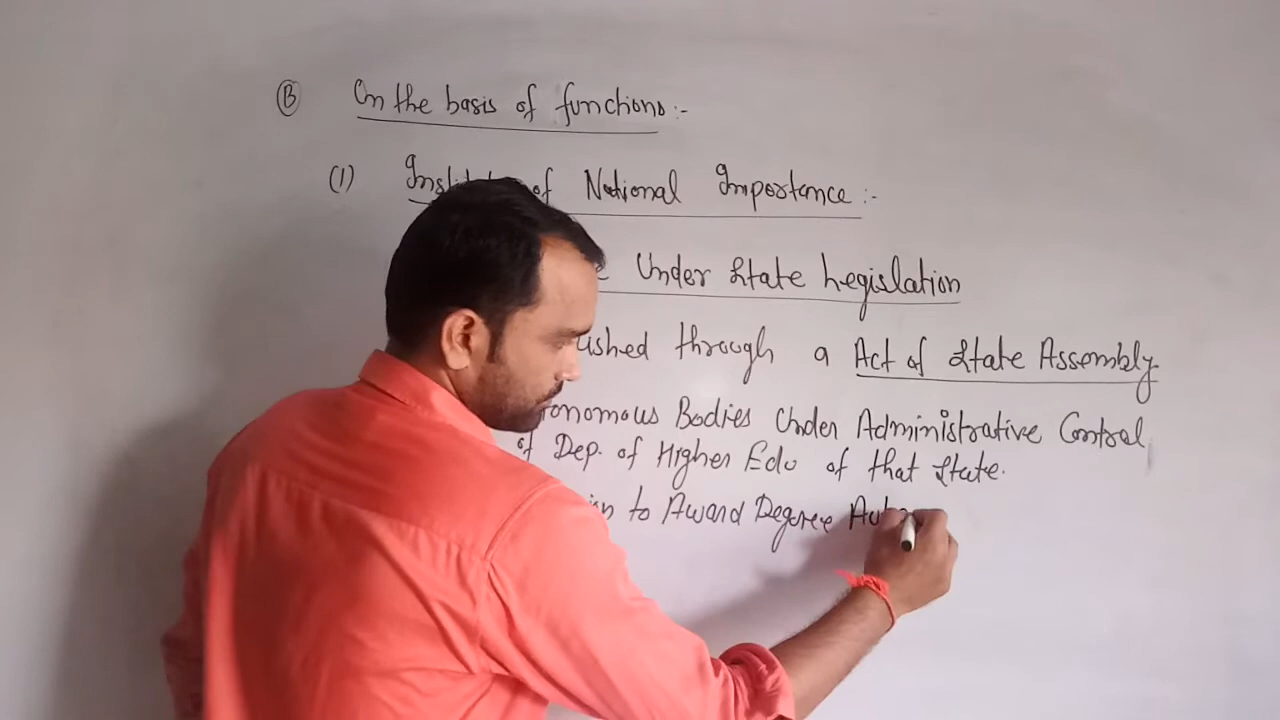 Ⓑ On the basis of functions:-
(1) of National Importance:-
Under State Legislation
through a Act of State Assembly
Bodies Under Administrative Control
of Dep. of Higher Edu of that State.
to Award Degree